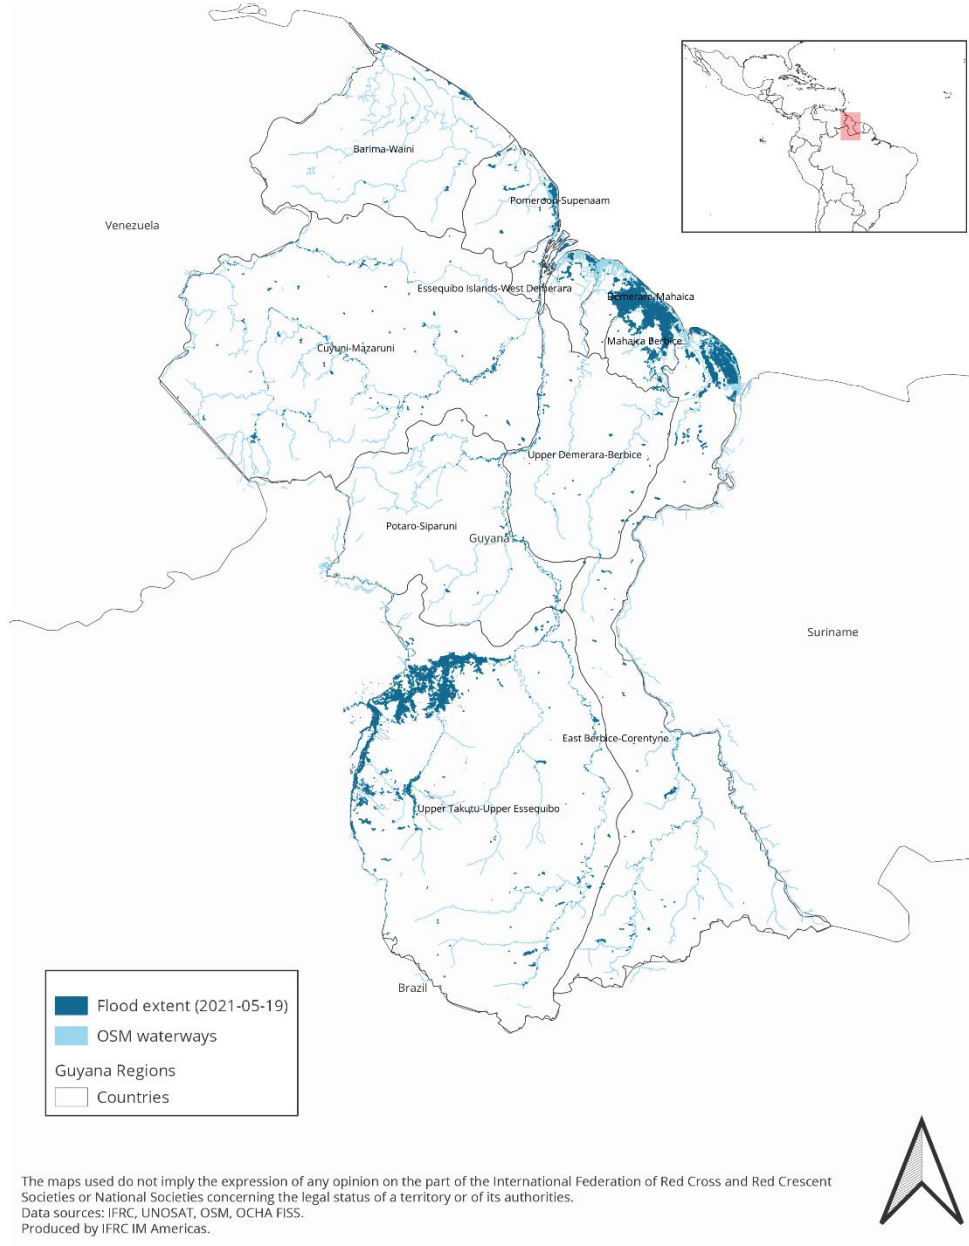 Barima-Waini
Pomeroon-Supenaam
Venezuela
Essequibo Islands-West Demerara
Demerara-Mahaica
Mahaica Berbice
Cuyuni-Mazaruni
Upper Demerara-Berbice
Potaro-Siparuni
Guyana
Suriname
East Berbice-Corentyne
Upper Takutu-Upper Essequibo
Brazil
Flood extent (2021-05-19)
OSM waterways
Guyana Regions
Countries
The maps used do not imply the expression of any opinion on the part of the International Federation of Red Cross and Red Crescent
Societies or National Societies concerning the legal status of a territory or of its authorities.
Data sources: IFRC, UNOSAT, OSM, OCHA FISS.
Produced by IFRC IM Americas.